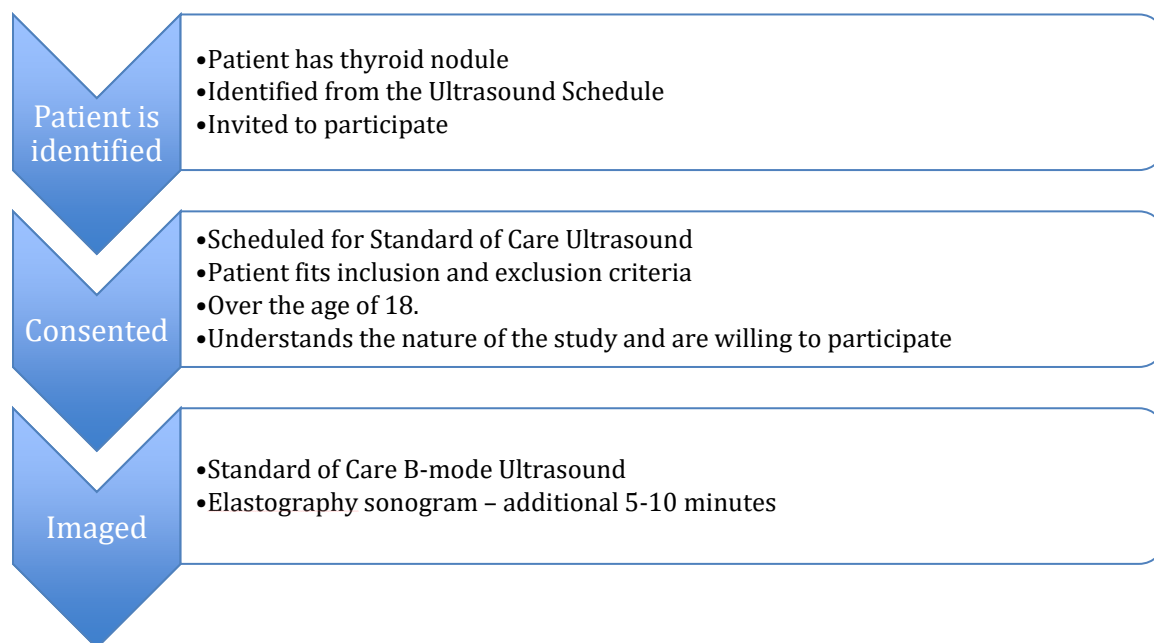 Patient is
identified
•Patient has thyroid nodule
•Identified from the Ultrasound Schedule
•Invited to participate
Consented
•Scheduled for Standard of Care Ultrasound
•Patient fits inclusion and exclusion criteria
•Over the age of 18.
•Understands the nature of the study and are willing to participate
Imaged
•Standard of Care B-mode Ultrasound
•Elastography sonogram – additional 5-10 minutes